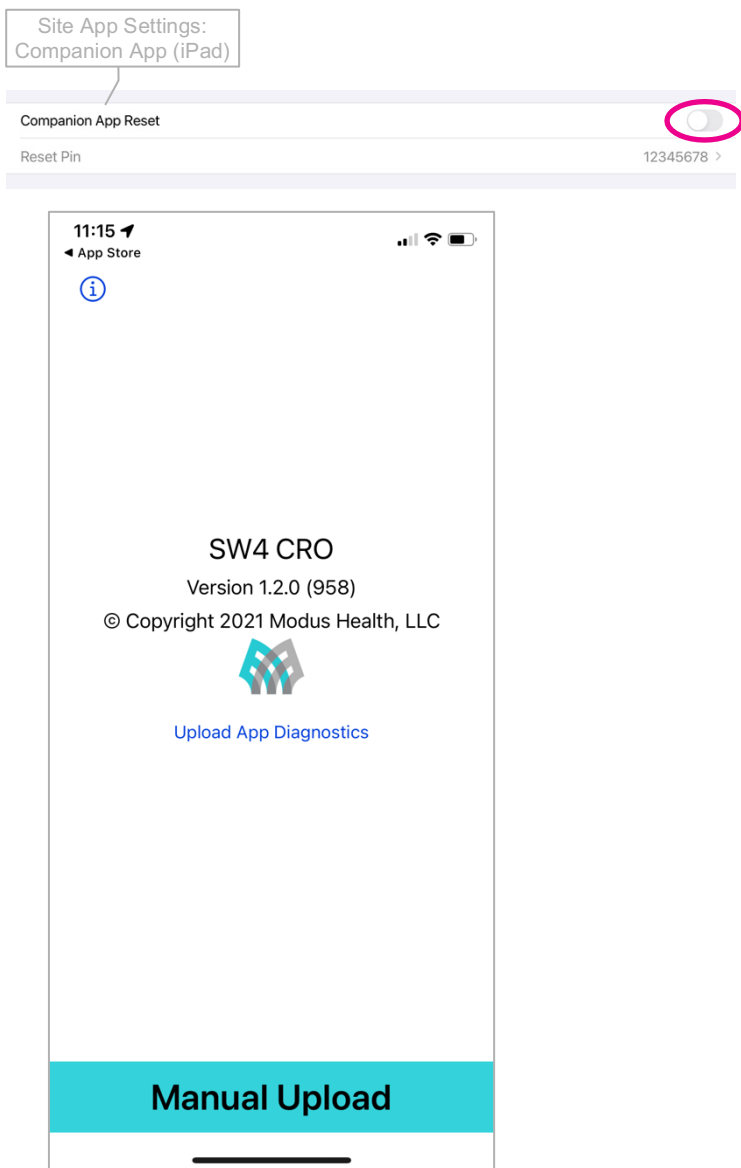 Site App Settings:
Companion App (iPad)
Companion App Reset
Reset Pin 12345678 >
11:15
◀ App Store
i
SW4 CRO
Version 1.2.0 (958)
© Copyright 2021 Modus Health, LLC
Upload App Diagnostics
Manual Upload